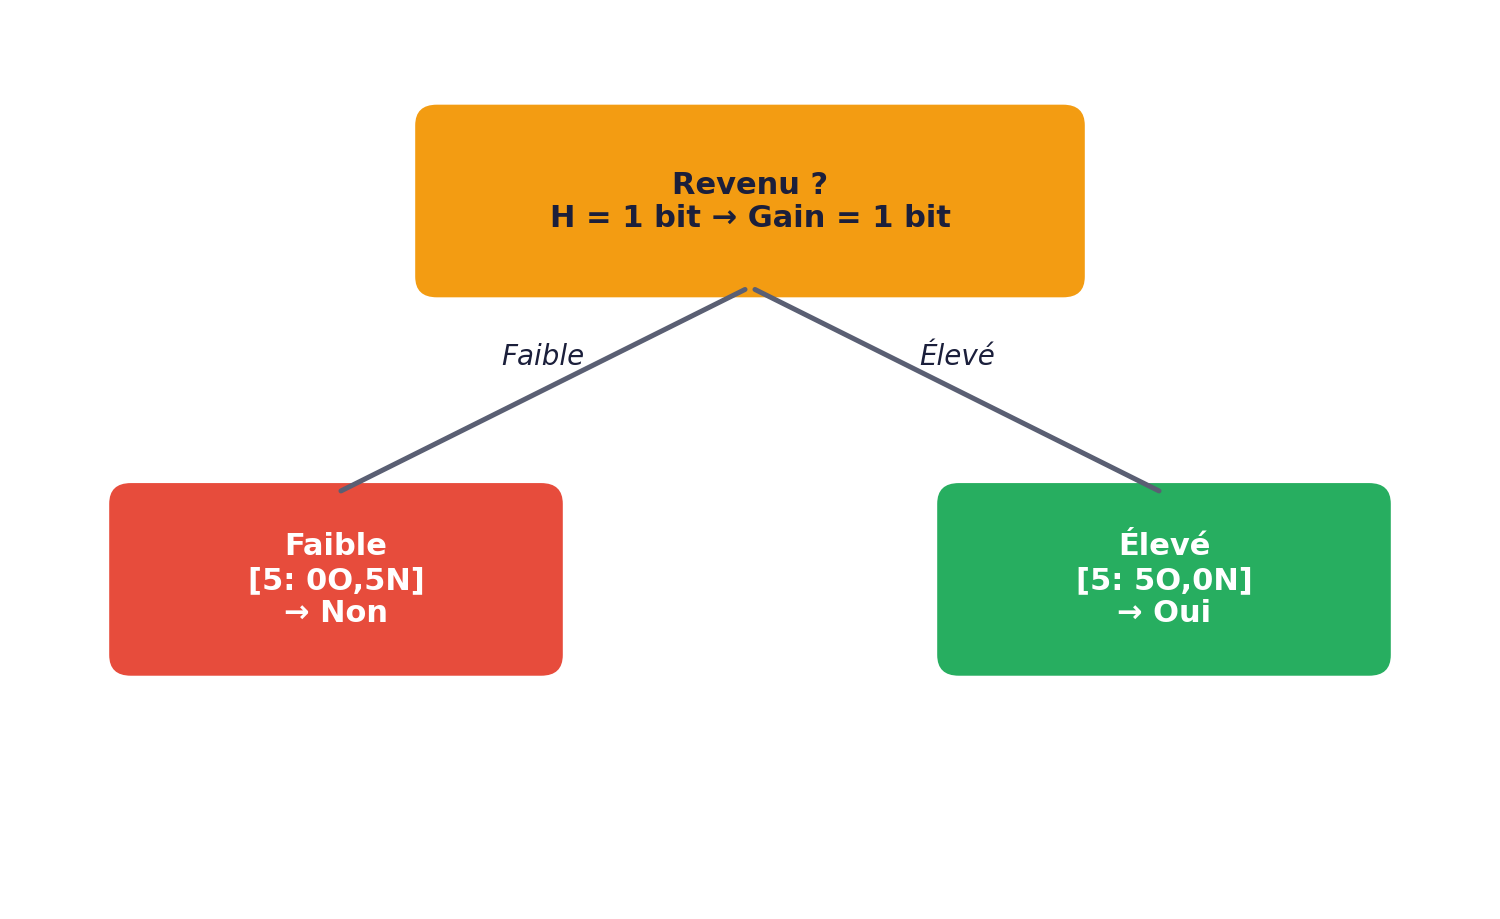 Revenu ?
H = 1 bit → Gain = 1 bit
Faible
Élevé
Faible
[5: 0O,5N]
→ Non
Élevé
[5: 5O,0N]
→ Oui